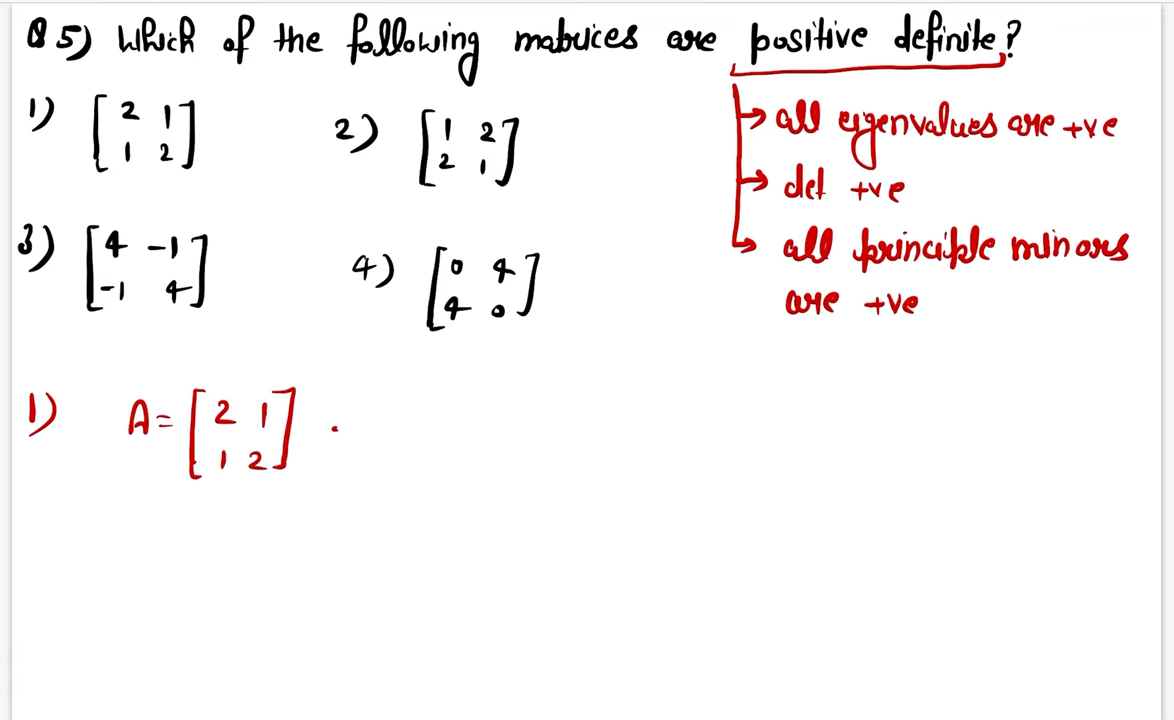 Q5) Which of the following matrices are positive definite?
1) [2 1
1 2]
2) [1 2
2 1]
→ all eigenvalues are +ve
→ det +ve
→ all principle minors
are +ve
3) [4 -1
-1 4]
4) [0 4
4 0]
1) A = [2 1
1 2] .